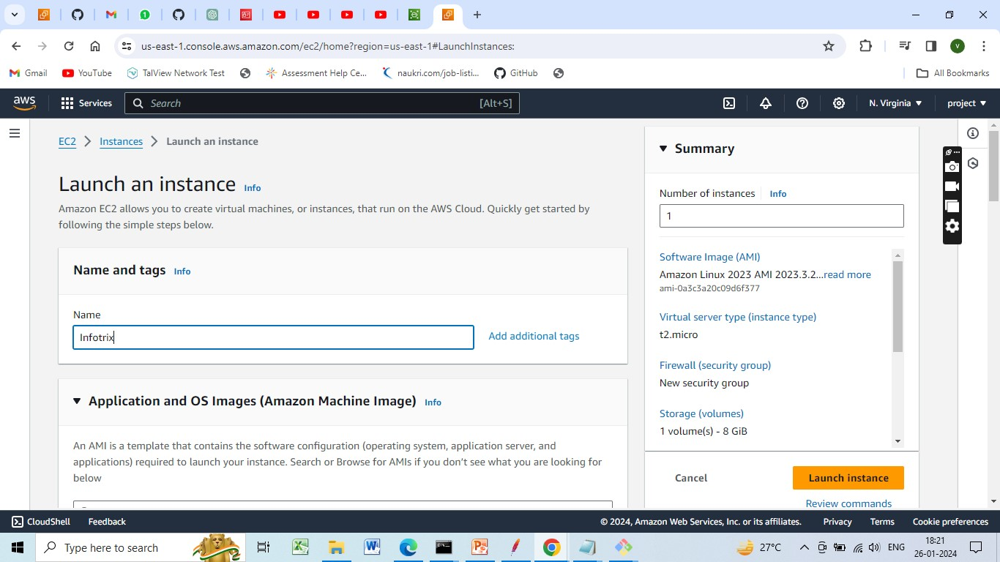 1
us-east-1.console.aws.amazon.com/ec2/home?region=us-east-1#LaunchInstances:
V
Gmail
YouTube
TalView Network Test
Assessment Help Ce...
naukri.com/job-listi...
GitHub
All Bookmarks
aws
Services
Search
[Alt+S]
N. Virginia
project
EC2
Instances
Launch an instance
Launch an instance Info
Amazon EC2 allows you to create virtual machines, or instances, that run on the AWS Cloud. Quickly get started by
following the simple steps below.
Name and tags Info
Name
Infotrix
Add additional tags
Application and OS Images (Amazon Machine Image) Info
An AMI is a template that contains the software configuration (operating system, application server, and
applications) required to launch your instance. Search or Browse for AMIs if you don't see what you are looking for
below
Summary
Number of instances
Info
1
Software Image (AMI)
Amazon Linux 2023 AMI 2023.3.2...read more
ami-0a3c3a20c09d6f377
Virtual server type (instance type)
t2.micro
Firewall (security group)
New security group
Storage (volumes)
1 volume(s) - 8 GiB
Cancel
Launch instance
Review commands
CloudShell
Feedback
© 2024, Amazon Web Services, Inc. or its affiliates.
Privacy
Terms
Cookie preferences
Type here to search
27°C
ENG
18:21
26-01-2024